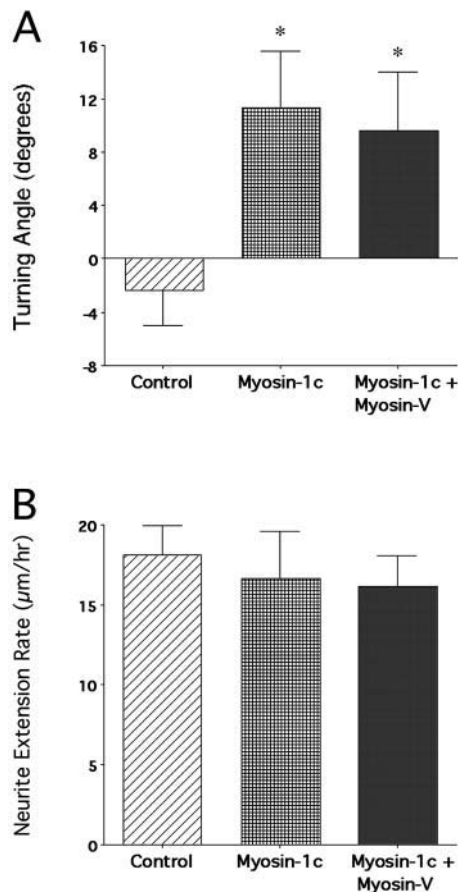 A
Turning Angle (degrees)
16
12
8
4
0
-4
-8
*
*
Control
Myosin-1c
Myosin-1c +
Myosin-V
B
Neurite Extension Rate (µm/hr)
20
15
10
5
0
Control
Myosin-1c
Myosin-1c +
Myosin-V